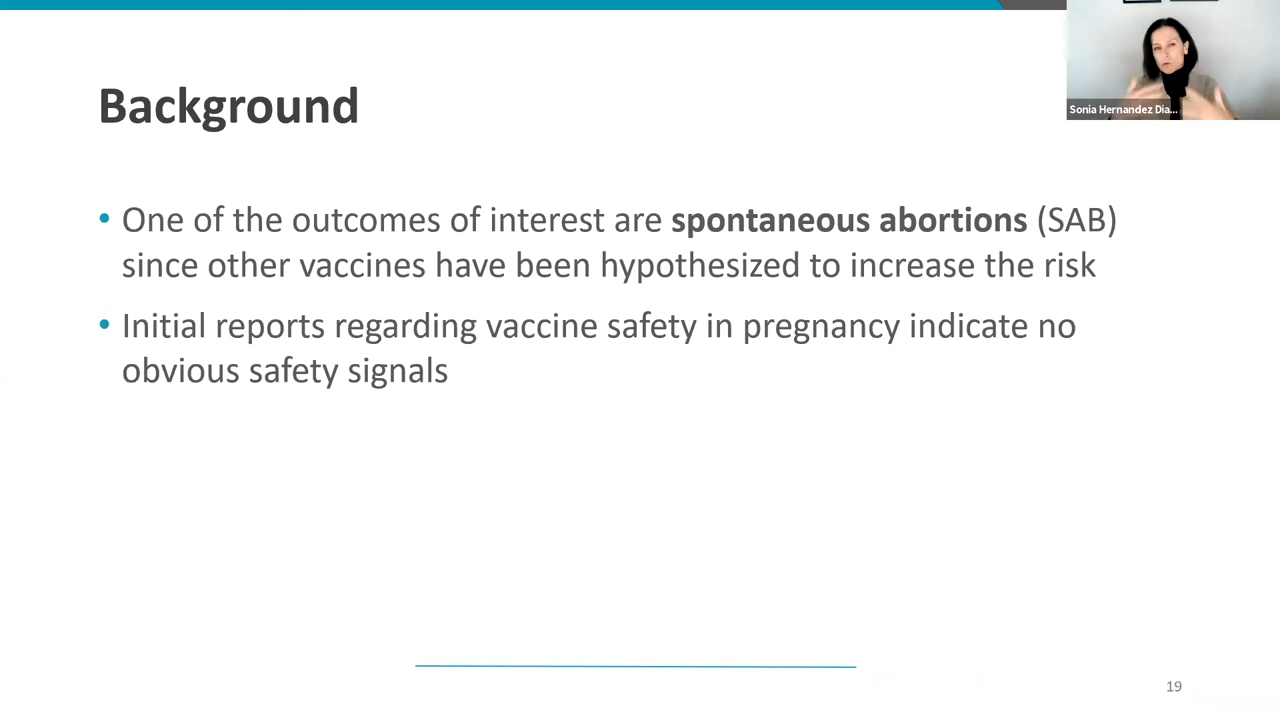 Sonia Hernandez Dia...
Background
• One of the outcomes of interest are spontaneous abortions (SAB)
since other vaccines have been hypothesized to increase the risk
• Initial reports regarding vaccine safety in pregnancy indicate no
obvious safety signals
19